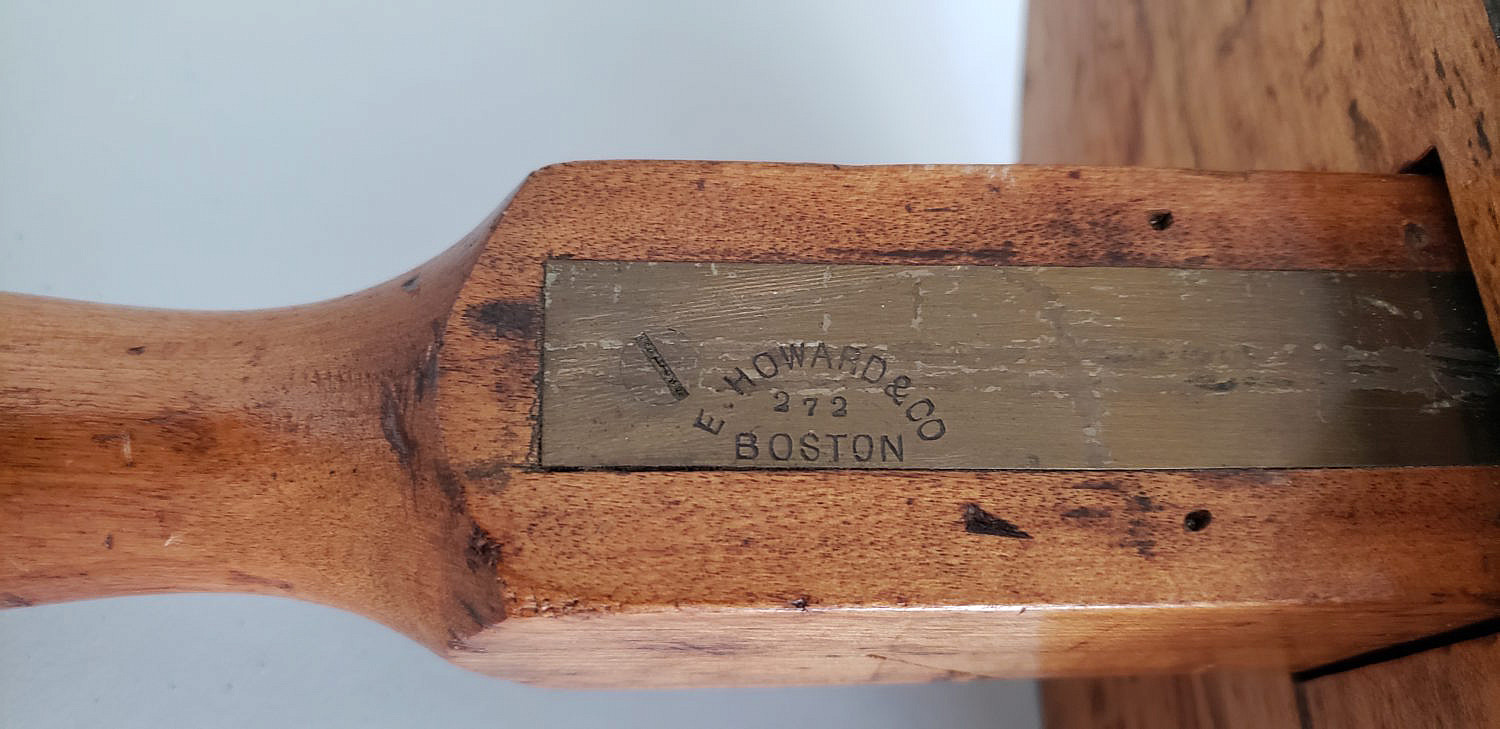 E. HOWARD & CO
272
BOSTON